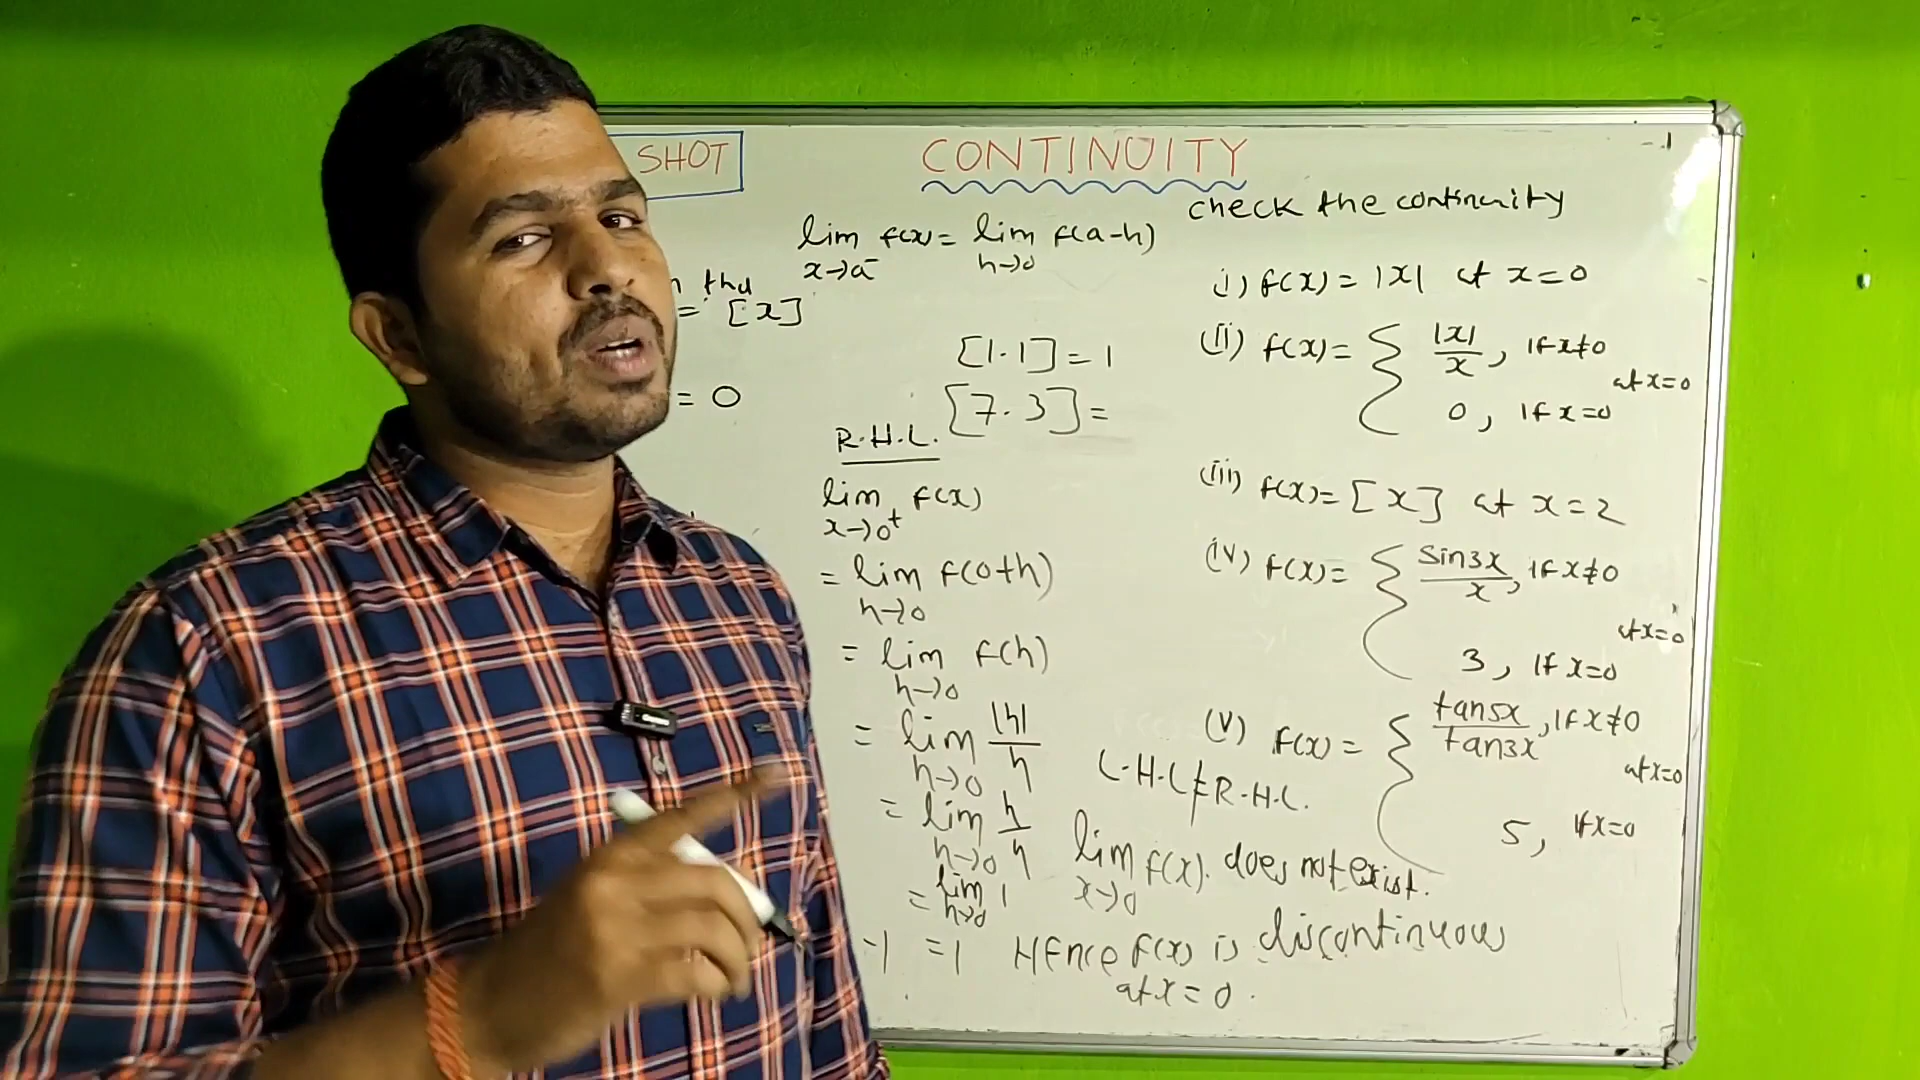 SHOT
CONTINUITY
check the continuity
lim f(x) = lim f(a-h)
x→a⁻ h→0
= [x]
= 0
[1.1] = 1
[7.3] =
R.H.L.
lim f(x)
x→0⁺
= lim f(0+h)
h→0
= lim f(h)
h→0
= lim |h|/h
h→0
= lim h/h
h→0
= lim 1
h→0
-1 = 1
L.H.L ≠ R.H.L.
lim f(x). does not exist.
x→0
Hence f(x) is discontinuous
at x = 0.
i) f(x) = |x| at x = 0
(ii) f(x) = { |x|/x, if x≠0
at x=0
0, if x=0
(iii) f(x) = [x] at x = 2
(iv) f(x) = { sin3x/x, if x≠0
at x=0
3, if x=0
(v) f(x) = { tan5x/tan3x, if x≠0
at x=0
5, if x=0